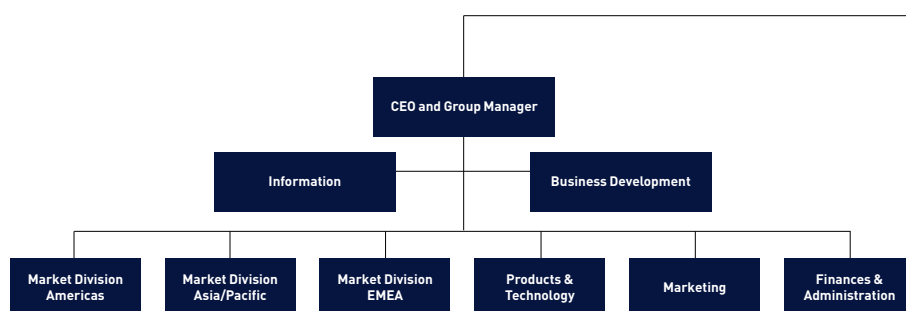 CEO and Group Manager
Information
Business Development
Market Division
Americas
Market Division
Asia/Pacific
Market Division
EMEA
Products &
Technology
Marketing
Finances &
Administration